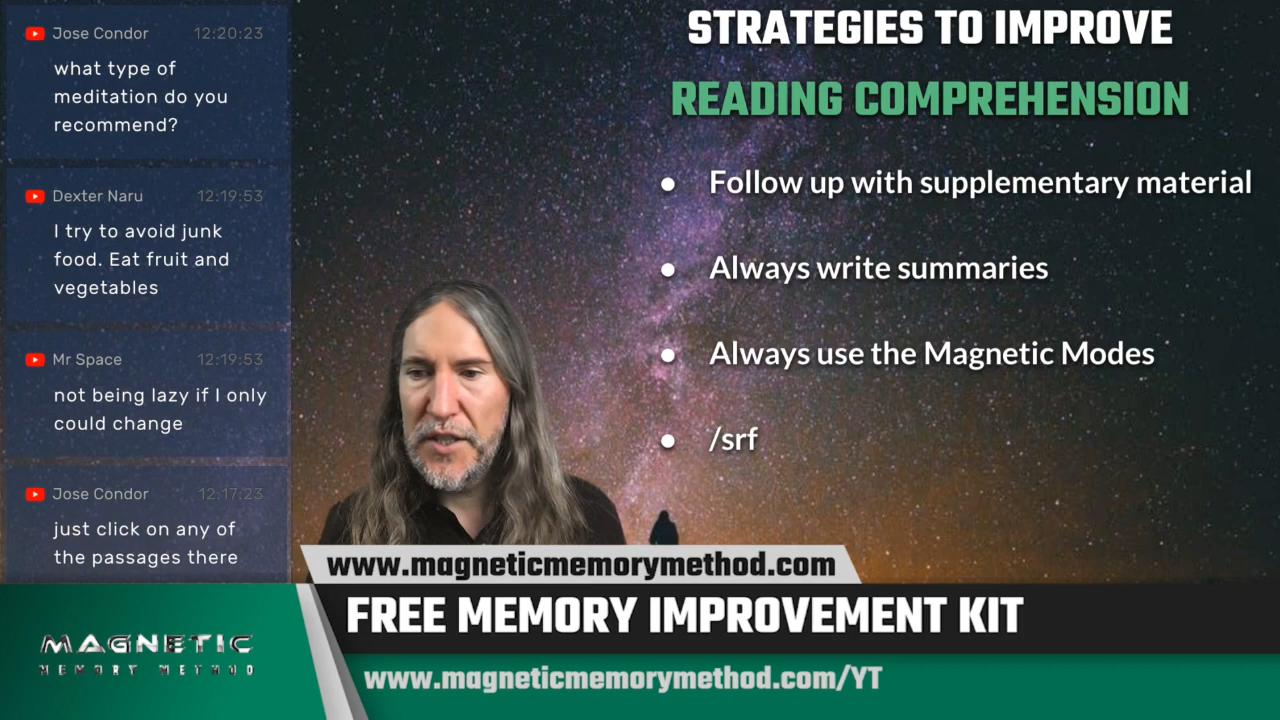 Jose Condor 12:20:23
what type of
meditation do you
recommend?
Dexter Naru 12:19:53
I try to avoid junk
food. Eat fruit and
vegetables
Mr Space 12:19:53
not being lazy if I only
could change
Jose Condor 12:17:23
just click on any of
the passages there
STRATEGIES TO IMPROVE
READING COMPREHENSION
• Follow up with supplementary material
• Always write summaries
• Always use the Magnetic Modes
• /srf
www.magneticmemorymethod.com
FREE MEMORY IMPROVEMENT KIT
www.magneticmemorymethod.com/YT
MAGNETIC
MEMORY METHOD